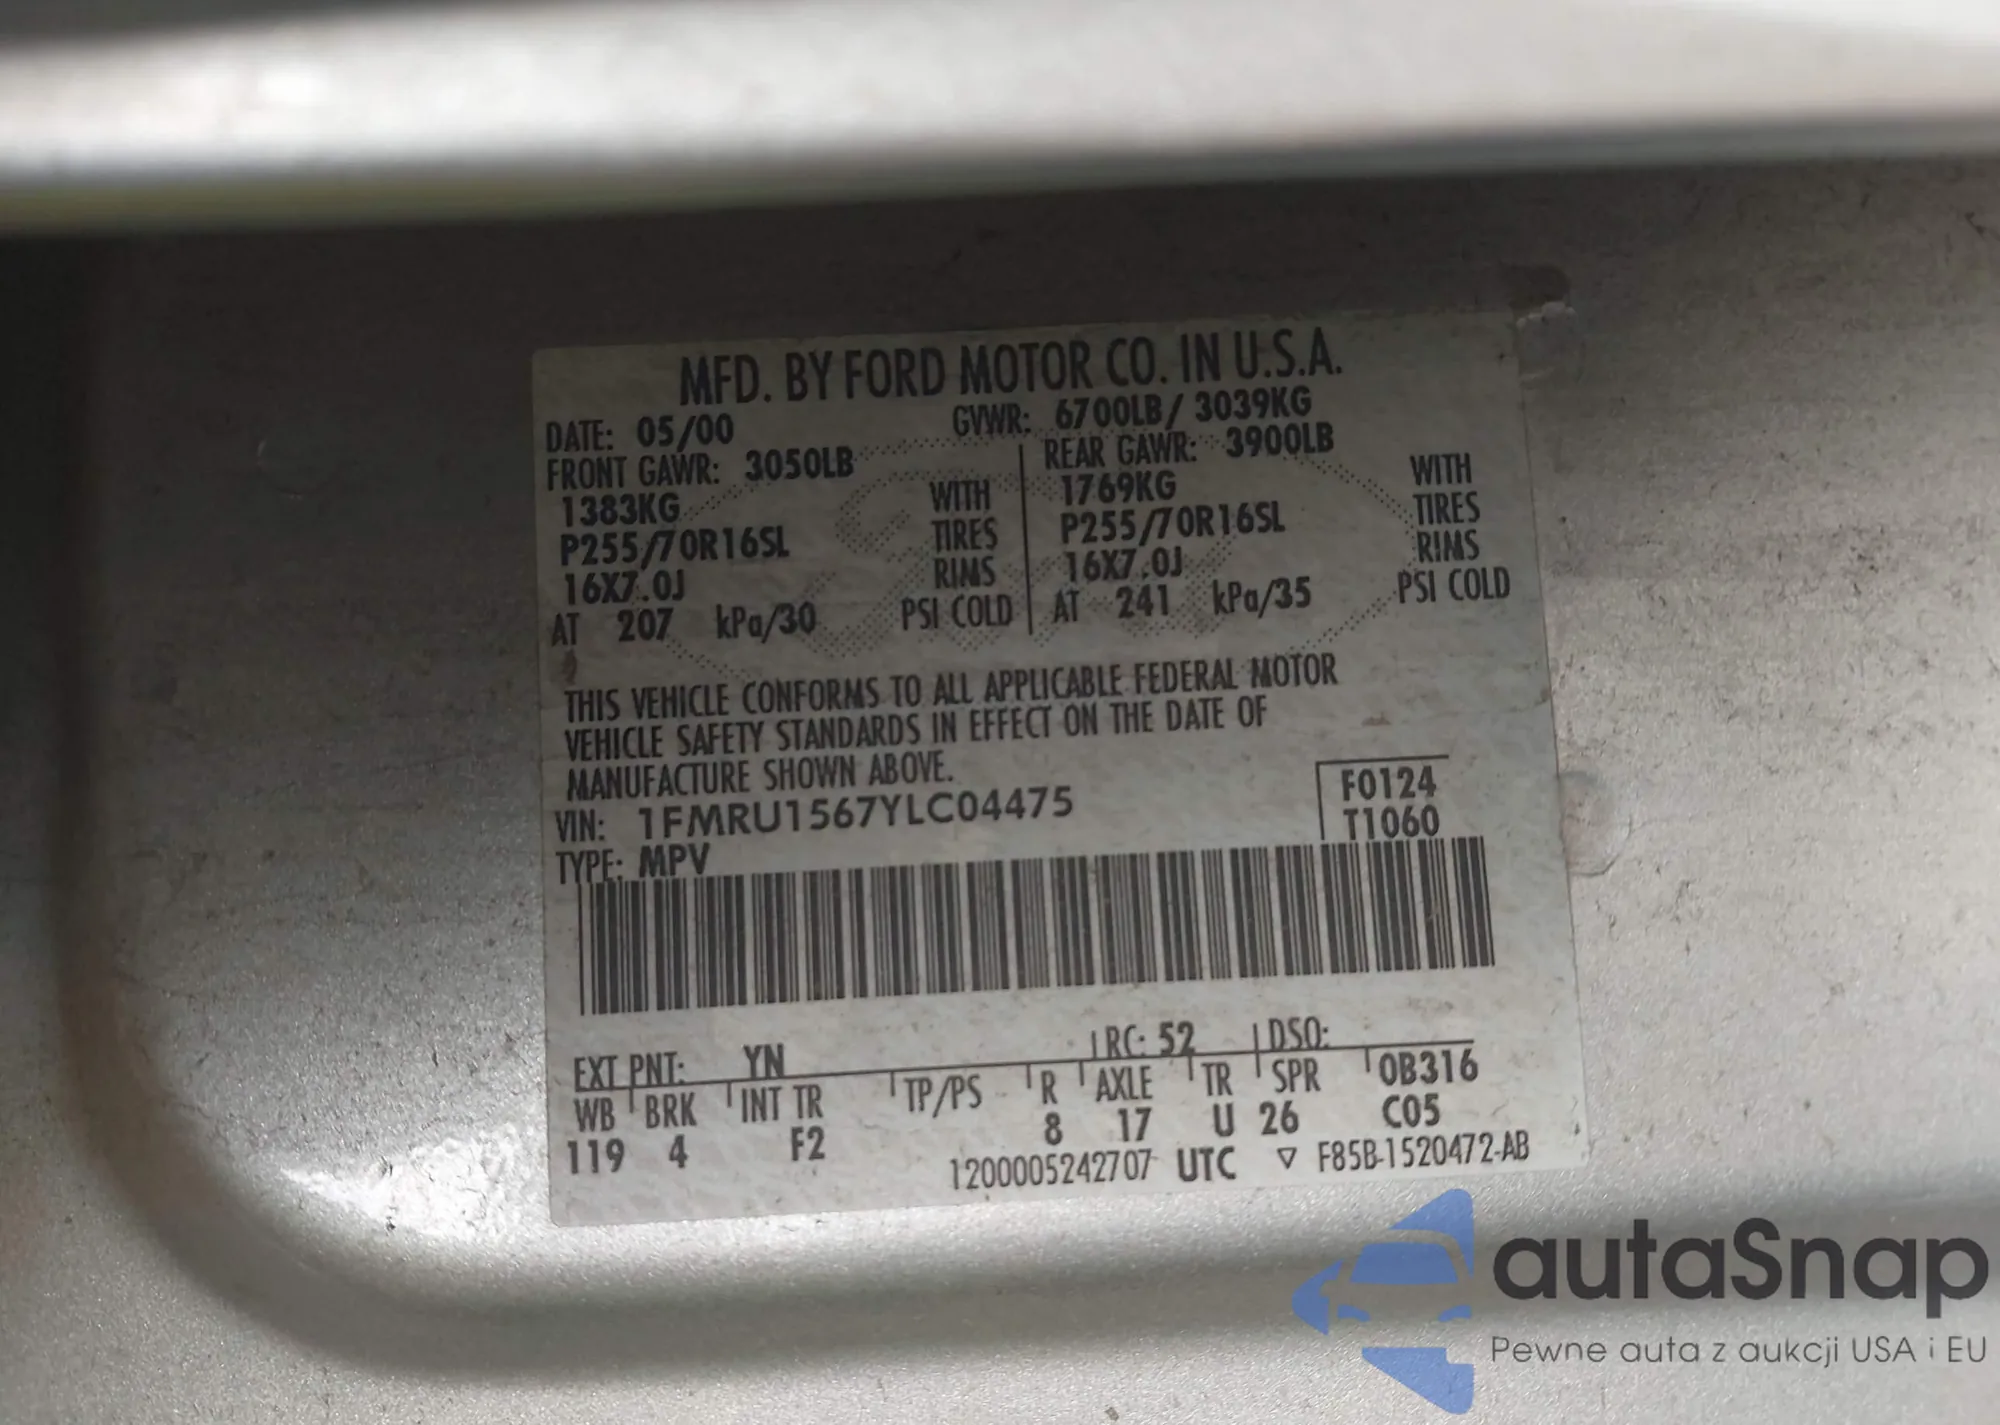 MFD. BY FORD MOTOR CO. IN U.S.A.
DATE: 05/00 GVWR: 6700LB/ 3039KG
FRONT GAWR: 3050LB REAR GAWR: 3900LB
1383KG WITH 1769KG WITH
P255/70R16SL TIRES P255/70R16SL TIRES
16X7.0J RIMS 16X7.0J RIMS
AT 207 kPa/30 PSI COLD AT 241 kPa/35 PSI COLD
THIS VEHICLE CONFORMS TO ALL APPLICABLE FEDERAL MOTOR
VEHICLE SAFETY STANDARDS IN EFFECT ON THE DATE OF
MANUFACTURE SHOWN ABOVE.
VIN: 1FMRU1567YLC04475 F0124
TYPE: MPV T1060
EXT PNT: YN RC: 52 DSO:
WB BRK INT TR TP/PS R AXLE TR SPR 0B316
119 4 F2 8 17 U 26 C05
1200005242707 UTC ▽ F85B-1520472-AB
autaSnap
Pewne auta z aukcji USA i EU